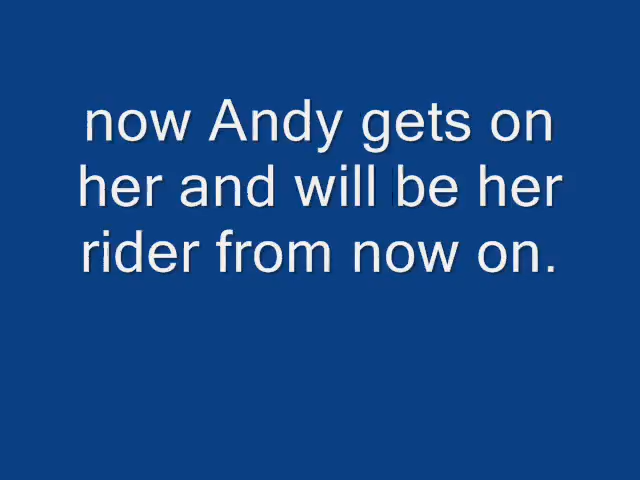 now Andy gets on
her and will be her
rider from now on.